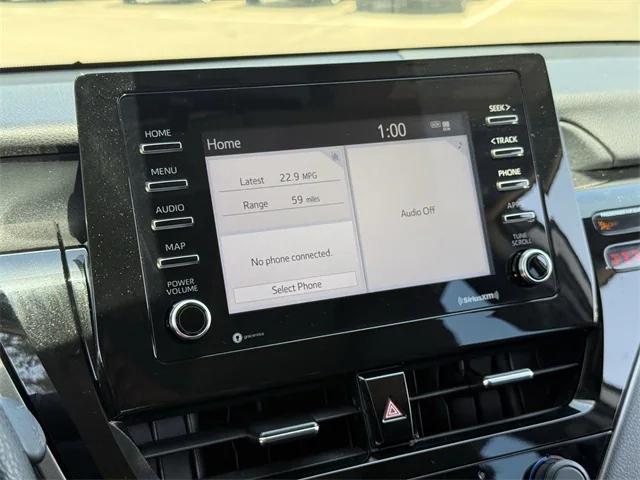 HOME
MENU
AUDIO
MAP
POWER
VOLUME
Home
1:00
Latest 22.9 MPG
Range 59 miles
No phone connected.
Select Phone
Audio Off
SEEK>
<TRACK
PHONE
APPS
TUNE
SCROLL
gracenote
SiriusXM